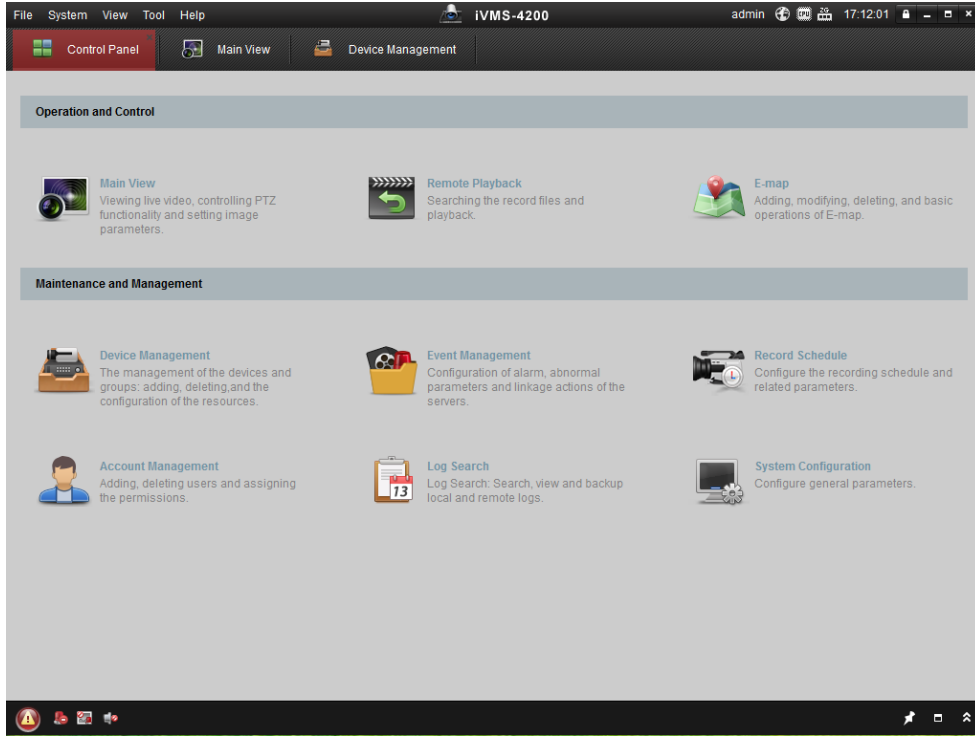 File System View Tool Help iVMS-4200 admin 17:12:01
Control Panel Main View Device Management
Operation and Control
Main View
Viewing live video, controlling PTZ
functionality and setting image
parameters.
Remote Playback
Searching the record files and
playback.
E-map
Adding, modifying, deleting, and basic
operations of E-map.
Maintenance and Management
Device Management
The management of the devices and
groups: adding, deleting,and the
configuration of the resources.
Event Management
Configuration of alarm, abnormal
parameters and linkage actions of the
servers.
Record Schedule
Configure the recording schedule and
related parameters.
Account Management
Adding, deleting users and assigning
the permissions.
13
Log Search
Log Search: Search, view and backup
local and remote logs.
System Configuration
Configure general parameters.